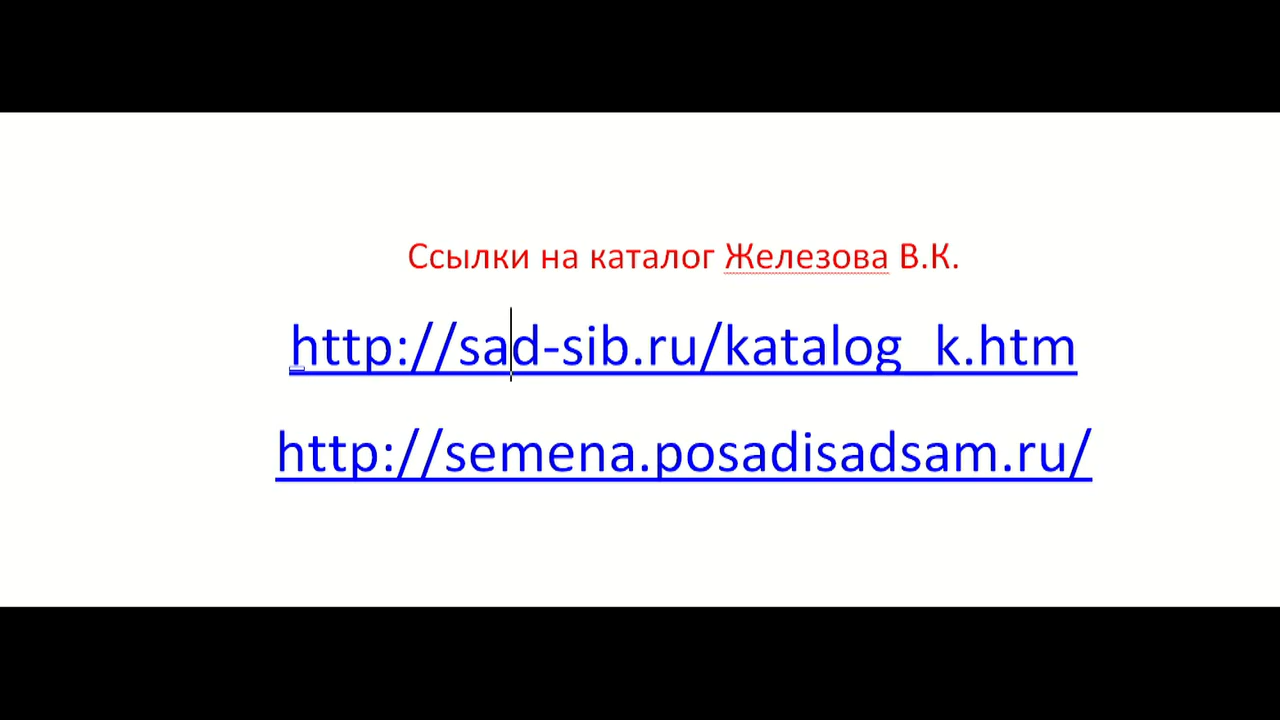 Ссылки на каталог Железова В.К.
http://sad-sib.ru/katalog_k.htm
http://semena.posadisadsam.ru/